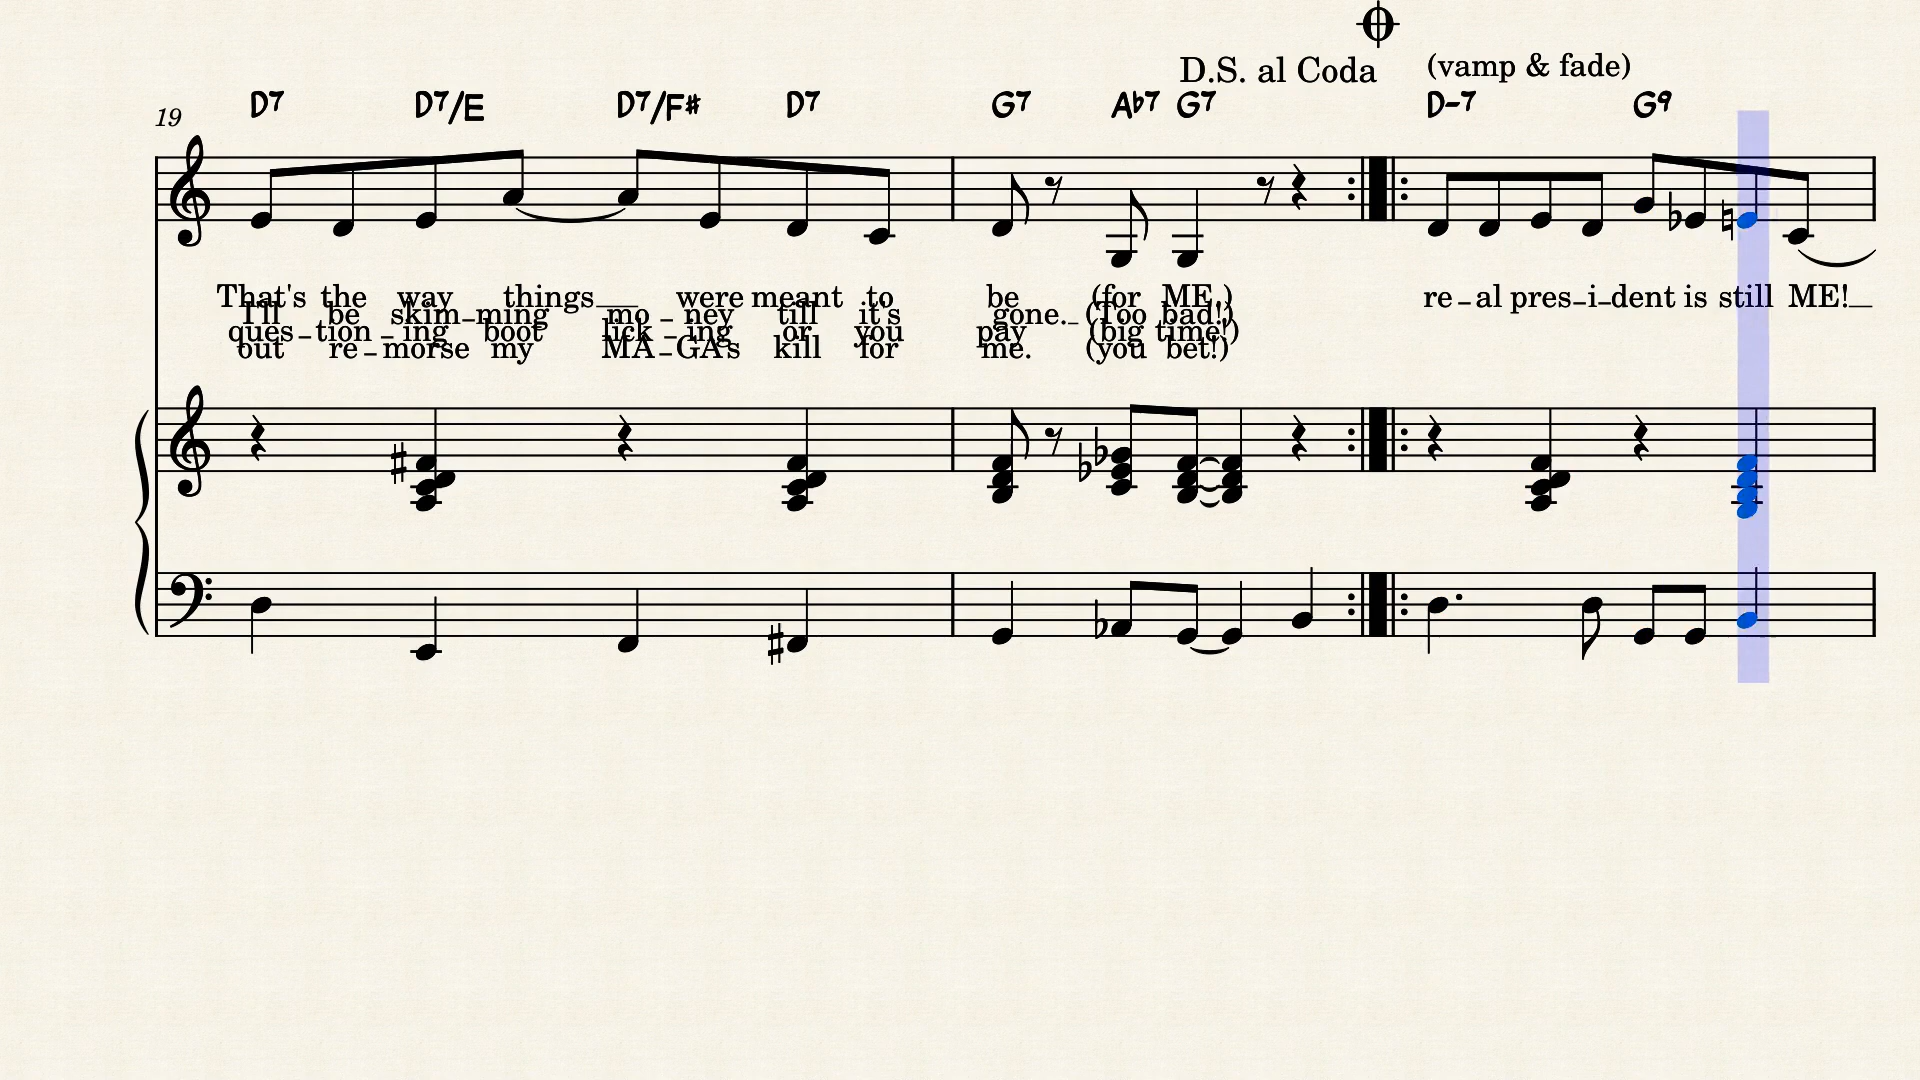 D.S. al Coda (vamp & fade)
D7 D7/E D7/F# D7 G7 Ab7 G7 D-7 G9
19
That's the way things were meant to be (for ME.) re-al pres-i-dent is still ME!
I'll be skim-ming mo-ney till it's gone. (Too bad!)
ques-tion-ing boot lick-ing or you pay (big time!)
out re-morse my MA-GA's kill for me. (you bet!)